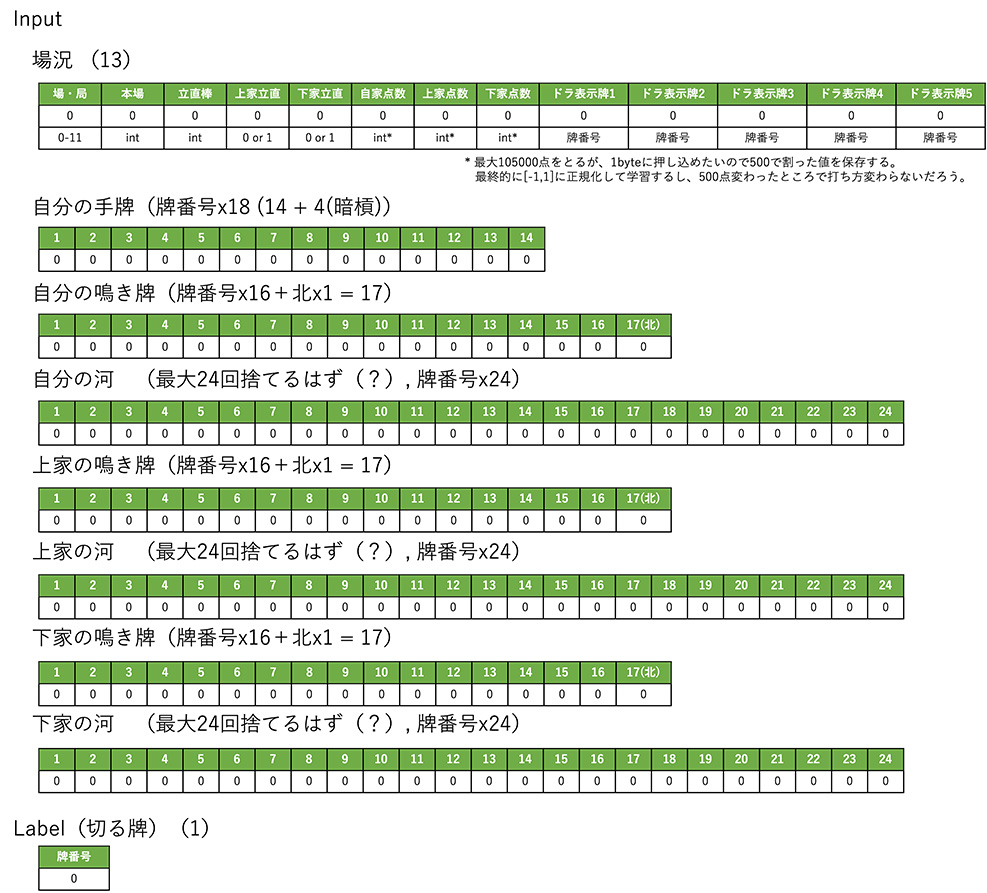 Input
場況 （13）
場・局 本場 立直棒 上家立直 下家立直 自家点数 上家点数 下家点数 ドラ表示牌1 ドラ表示牌2 ドラ表示牌3 ドラ表示牌4 ドラ表示牌5
0 0 0 0 0 0 0 0 0 0 0 0 0
0-11 int int 0 or 1 0 or 1 int* int* int* 牌番号 牌番号 牌番号 牌番号 牌番号
* 最大105000点をとるが、1byteに押し込めたいので500で割った値を保存する。
最終的に[-1,1]に正規化して学習するし、500点変わったところで打ち方変わらないだろう。
自分の手牌（牌番号x18 (14 + 4(暗槓)）
1 2 3 4 5 6 7 8 9 10 11 12 13 14
0 0 0 0 0 0 0 0 0 0 0 0 0 0
自分の鳴き牌（牌番号x16＋北x1 = 17）
1 2 3 4 5 6 7 8 9 10 11 12 13 14 15 16 17(北)
0 0 0 0 0 0 0 0 0 0 0 0 0 0 0 0 0
自分の河 （最大24回捨てるはず（？）, 牌番号x24）
1 2 3 4 5 6 7 8 9 10 11 12 13 14 15 16 17 18 19 20 21 22 23 24
0 0 0 0 0 0 0 0 0 0 0 0 0 0 0 0 0 0 0 0 0 0 0 0
上家の鳴き牌（牌番号x16＋北x1 = 17）
1 2 3 4 5 6 7 8 9 10 11 12 13 14 15 16 17(北)
0 0 0 0 0 0 0 0 0 0 0 0 0 0 0 0 0
上家の河 （最大24回捨てるはず（？）, 牌番号x24）
1 2 3 4 5 6 7 8 9 10 11 12 13 14 15 16 17 18 19 20 21 22 23 24
0 0 0 0 0 0 0 0 0 0 0 0 0 0 0 0 0 0 0 0 0 0 0 0
下家の鳴き牌（牌番号x16＋北x1 = 17）
1 2 3 4 5 6 7 8 9 10 11 12 13 14 15 16 17(北)
0 0 0 0 0 0 0 0 0 0 0 0 0 0 0 0 0
下家の河 （最大24回捨てるはず（？）, 牌番号x24）
1 2 3 4 5 6 7 8 9 10 11 12 13 14 15 16 17 18 19 20 21 22 23 24
0 0 0 0 0 0 0 0 0 0 0 0 0 0 0 0 0 0 0 0 0 0 0 0
Label（切る牌）（1）
牌番号
0